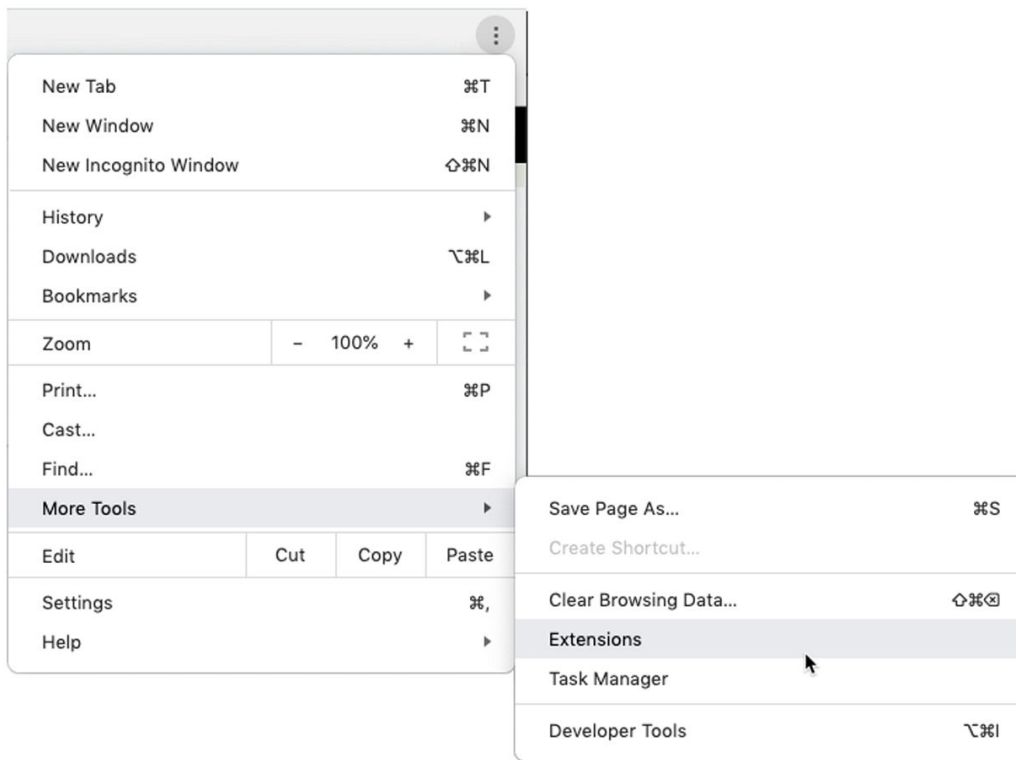 New Tab ⌘T
New Window ⌘N
New Incognito Window ⇧⌘N
History
Downloads ⌥⌘L
Bookmarks
Zoom - 100% +
Print... ⌘P
Cast...
Find... ⌘F
More Tools
Edit Cut Copy Paste
Settings ⌘,
Help
Save Page As... ⌘S
Create Shortcut...
Clear Browsing Data... ⇧⌘⌫
Extensions
Task Manager
Developer Tools ⌥⌘I